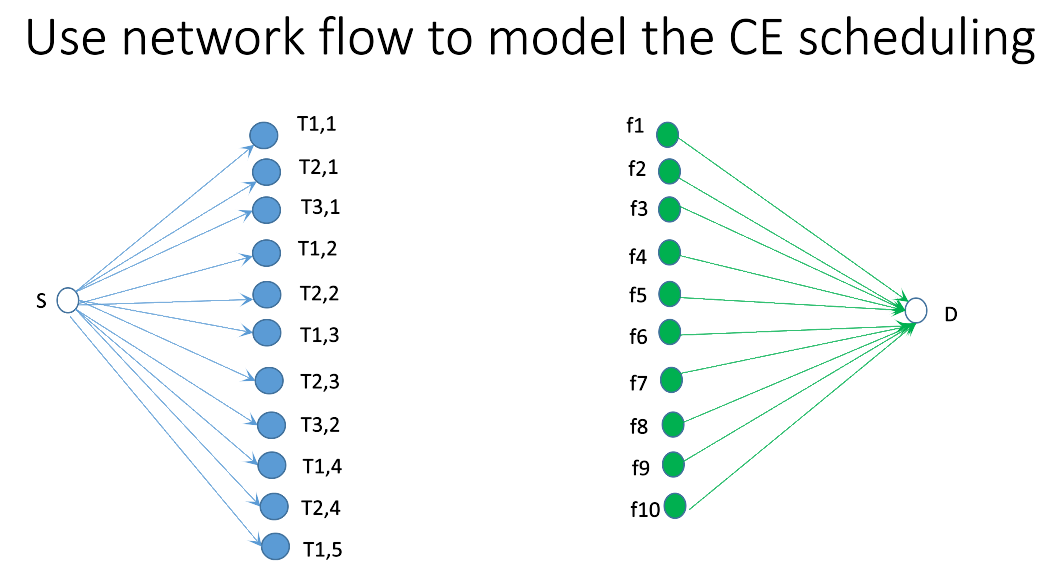 Use network flow to model the CE scheduling
T1,1
T2,1
T3,1
T1,2
T2,2
T1,3
T2,3
T3,2
T1,4
T2,4
T1,5
S
f1
f2
f3
f4
f5
f6
f7
f8
f9
f10
D